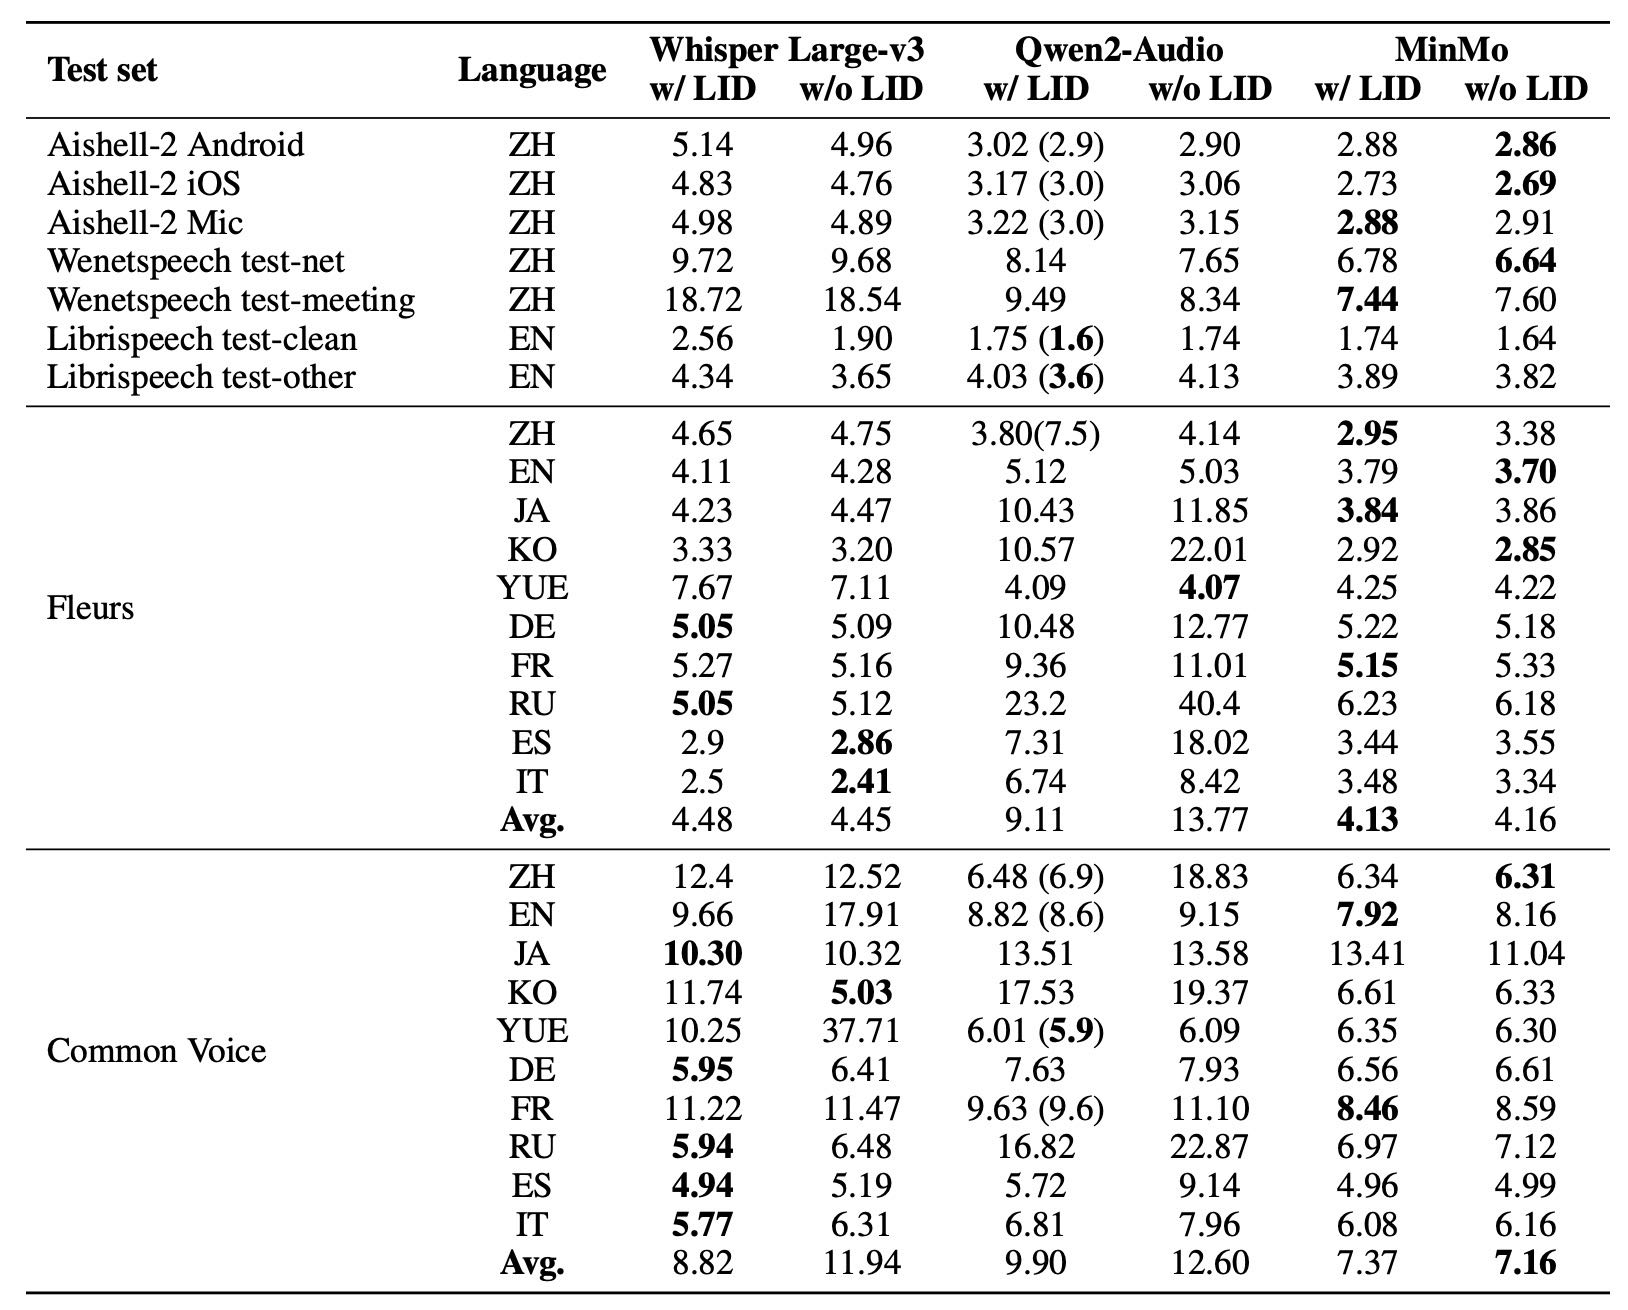 Test set Language Whisper Large-v3 Qwen2-Audio MinMo
w/ LID w/o LID w/ LID w/o LID w/ LID w/o LID
Aishell-2 Android ZH 5.14 4.96 3.02 (2.9) 2.90 2.88 2.86
Aishell-2 iOS ZH 4.83 4.76 3.17 (3.0) 3.06 2.73 2.69
Aishell-2 Mic ZH 4.98 4.89 3.22 (3.0) 3.15 2.88 2.91
Wenetspeech test-net ZH 9.72 9.68 8.14 7.65 6.78 6.64
Wenetspeech test-meeting ZH 18.72 18.54 9.49 8.34 7.44 7.60
Librispeech test-clean EN 2.56 1.90 1.75 (1.6) 1.74 1.74 1.64
Librispeech test-other EN 4.34 3.65 4.03 (3.6) 4.13 3.89 3.82
Fleurs
ZH 4.65 4.75 3.80(7.5) 4.14 2.95 3.38
EN 4.11 4.28 5.12 5.03 3.79 3.70
JA 4.23 4.47 10.43 11.85 3.84 3.86
KO 3.33 3.20 10.57 22.01 2.92 2.85
YUE 7.67 7.11 4.09 4.07 4.25 4.22
DE 5.05 5.09 10.48 12.77 5.22 5.18
FR 5.27 5.16 9.36 11.01 5.15 5.33
RU 5.05 5.12 23.2 40.4 6.23 6.18
ES 2.9 2.86 7.31 18.02 3.44 3.55
IT 2.5 2.41 6.74 8.42 3.48 3.34
Avg. 4.48 4.45 9.11 13.77 4.13 4.16
Common Voice
ZH 12.4 12.52 6.48 (6.9) 18.83 6.34 6.31
EN 9.66 17.91 8.82 (8.6) 9.15 7.92 8.16
JA 10.30 10.32 13.51 13.58 13.41 11.04
KO 11.74 5.03 17.53 19.37 6.61 6.33
YUE 10.25 37.71 6.01 (5.9) 6.09 6.35 6.30
DE 5.95 6.41 7.63 7.93 6.56 6.61
FR 11.22 11.47 9.63 (9.6) 11.10 8.46 8.59
RU 5.94 6.48 16.82 22.87 6.97 7.12
ES 4.94 5.19 5.72 9.14 4.96 4.99
IT 5.77 6.31 6.81 7.96 6.08 6.16
Avg. 8.82 11.94 9.90 12.60 7.37 7.16